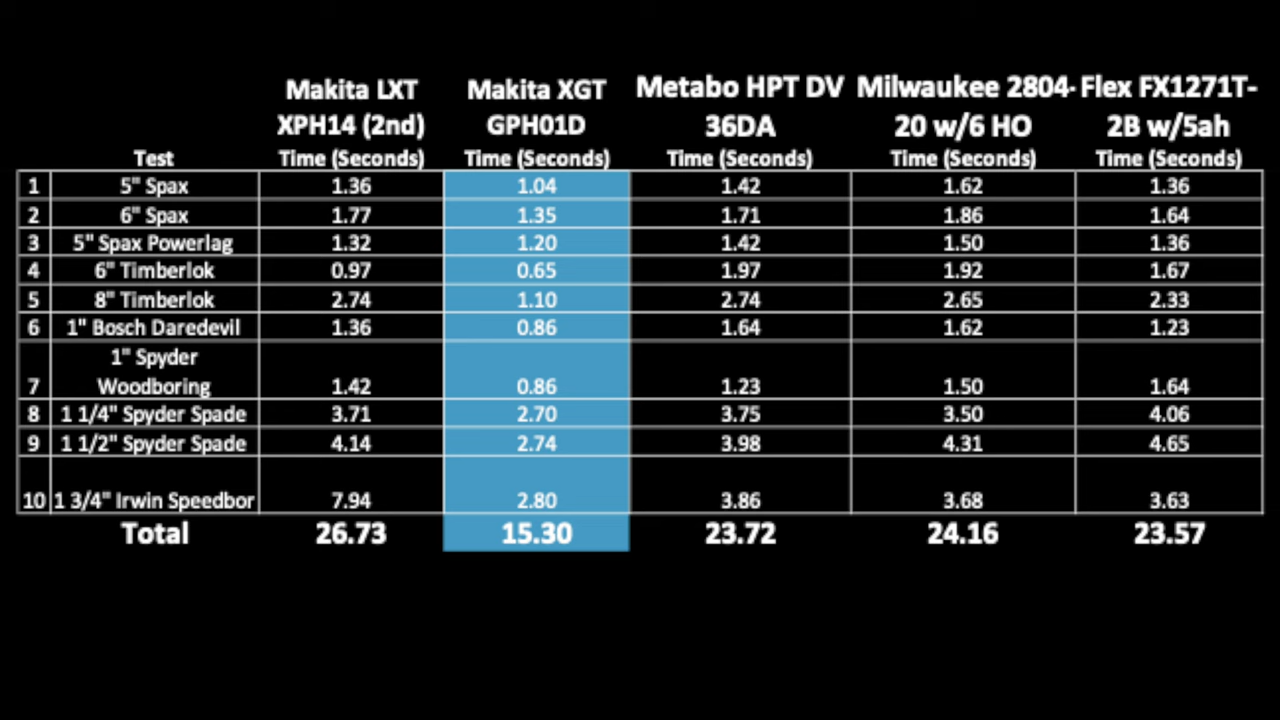 Makita LXT Makita XGT Metabo HPT DV Milwaukee 2804- Flex FX1271T-
XPH14 (2nd) GPH01D 36DA 20 w/6 HO 2B w/5ah
Test Time (Seconds) Time (Seconds) Time (Seconds) Time (Seconds) Time (Seconds)
1 5" Spax 1.36 1.04 1.42 1.62 1.36
2 6" Spax 1.77 1.35 1.71 1.86 1.64
3 5" Spax Powerlag 1.32 1.20 1.42 1.50 1.36
4 6" Timberlok 0.97 0.65 1.97 1.92 1.67
5 8" Timberlok 2.74 1.10 2.74 2.65 2.33
6 1" Bosch Daredevil 1.36 0.86 1.64 1.62 1.23
1" Spyder
7 Woodboring 1.42 0.86 1.23 1.50 1.64
8 1 1/4" Spyder Spade 3.71 2.70 3.75 3.50 4.06
9 1 1/2" Spyder Spade 4.14 2.74 3.98 4.31 4.65
10 1 3/4" Irwin Speedbor 7.94 2.80 3.86 3.68 3.63
Total 26.73 15.30 23.72 24.16 23.57